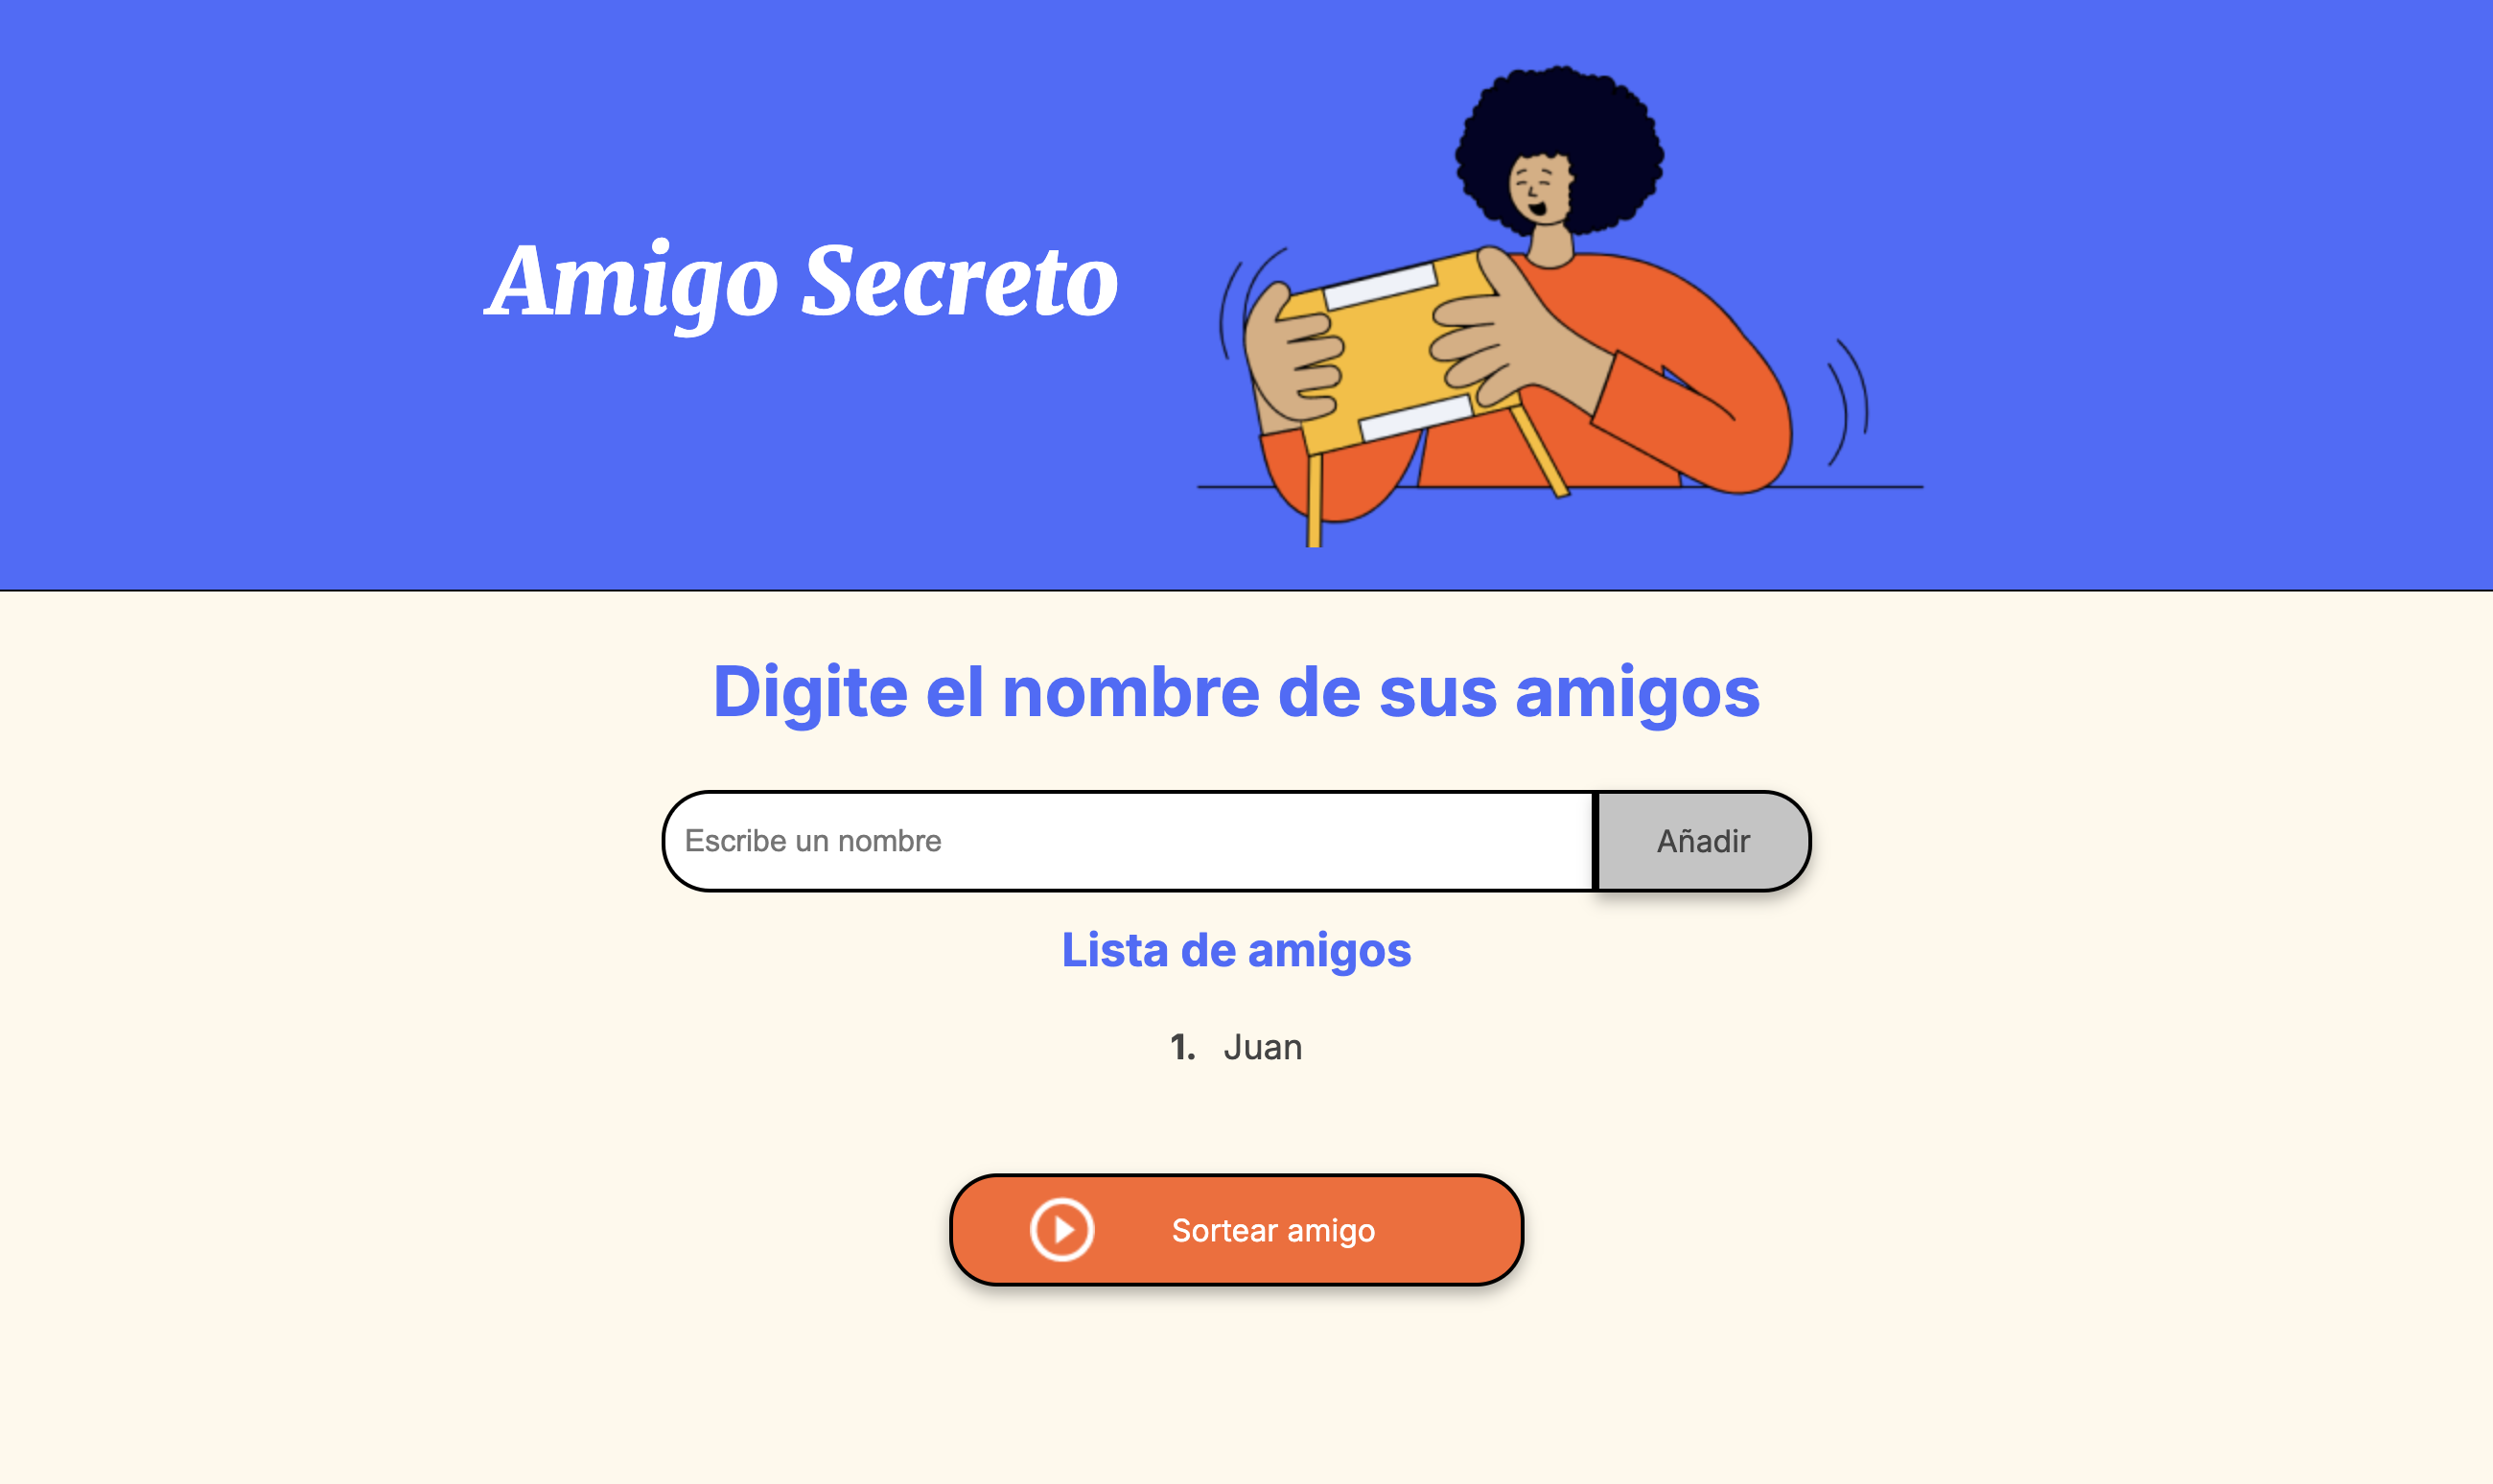 Amigo Secreto
Digite el nombre de sus amigos
Escribe un nombre
Añadir
Lista de amigos
1. Juan
Sortear amigo